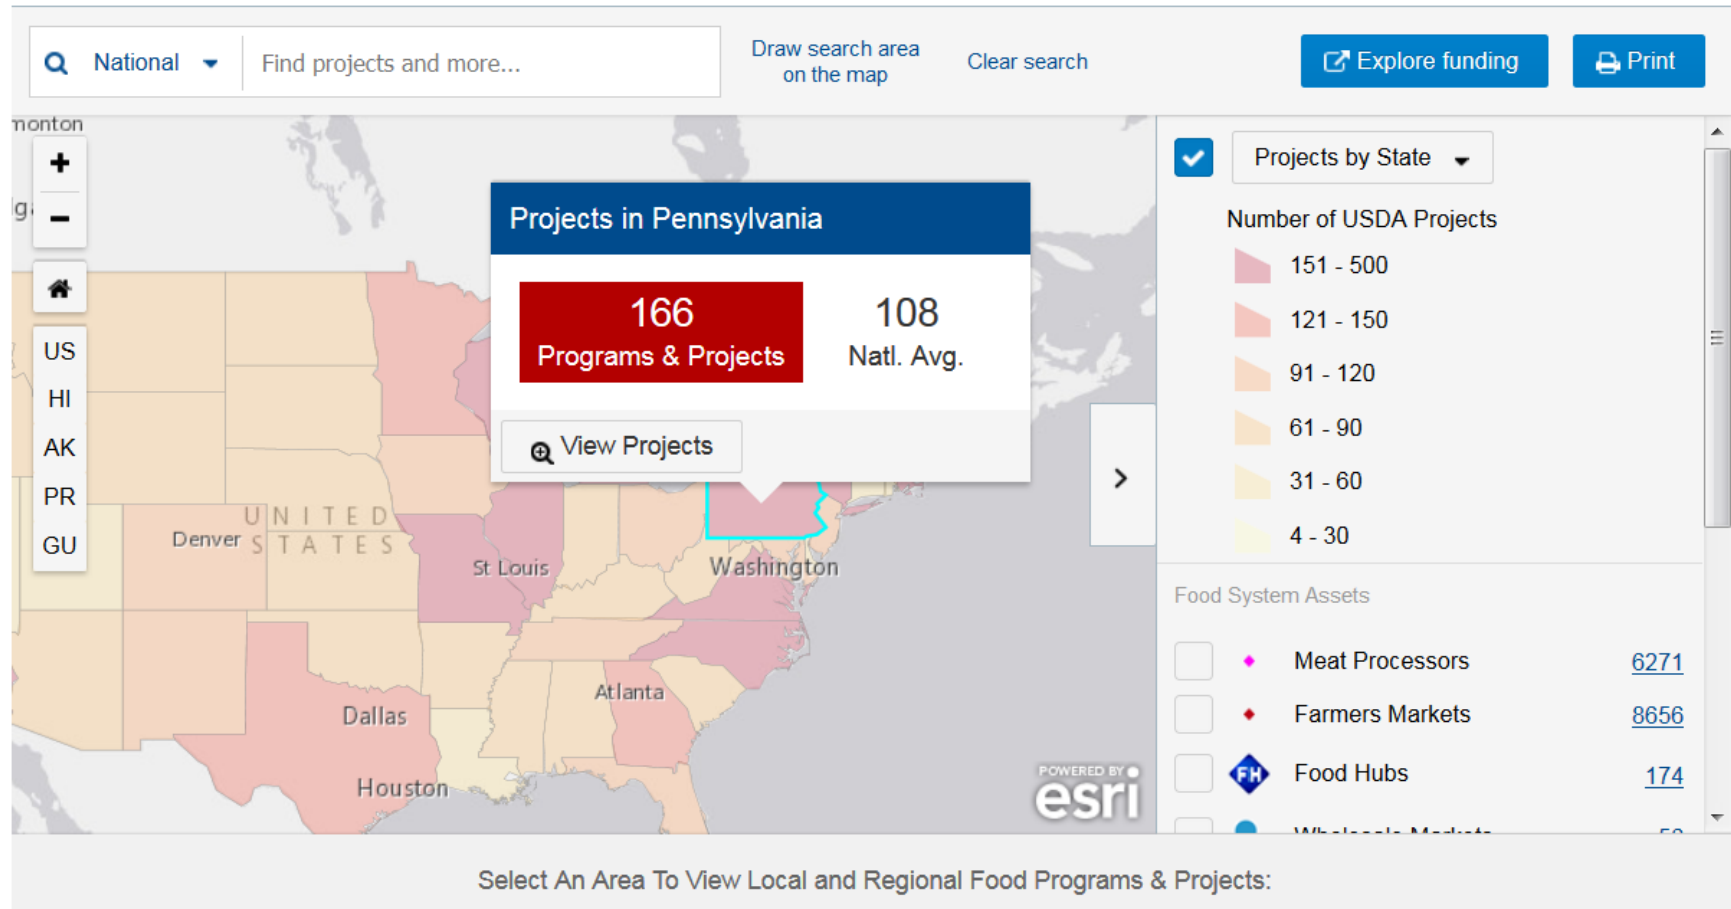 National
Find projects and more...
Draw search area
on the map
Clear search
Explore funding
Print
monton
+
−
US
HI
AK
PR
GU
Projects in Pennsylvania
166
Programs & Projects
108
Natl. Avg.
View Projects
UNITED
STATES
Denver
St Louis
Washington
Atlanta
Dallas
Houston
POWERED BY
esri
Projects by State
Number of USDA Projects
151 - 500
121 - 150
91 - 120
61 - 90
31 - 60
4 - 30
Food System Assets
Meat Processors 6271
Farmers Markets 8656
FH Food Hubs 174
Select An Area To View Local and Regional Food Programs & Projects: